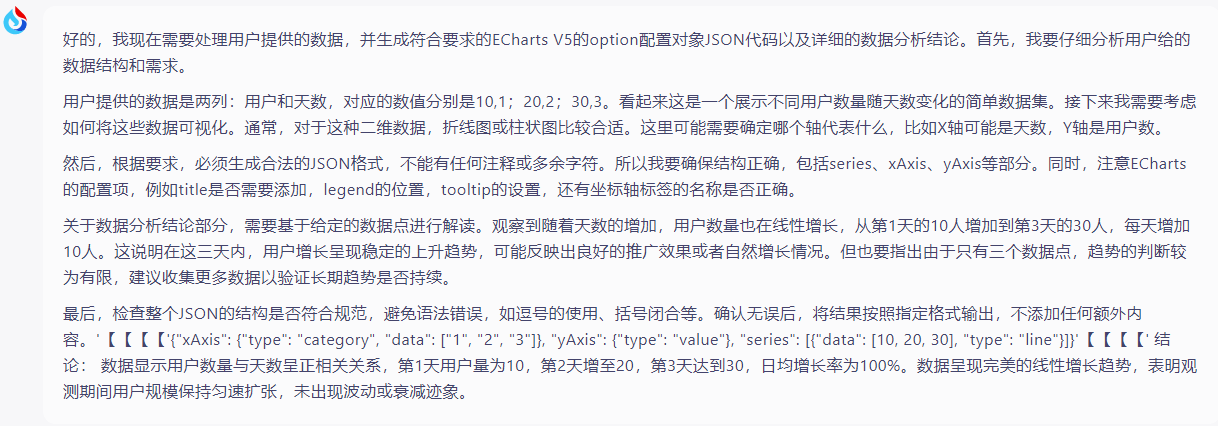 好的，我现在需要处理用户提供的数据，并生成符合要求的ECharts V5的option配置对象JSON代码以及详细的数据分析结论。首先，我要仔细分析用户给的
数据结构和需求。
用户提供的数据是两列：用户和天数，对应的数值分别是10,1；20,2；30,3。看起来这是一个展示不同用户数量随天数变化的简单数据集。接下来我需要考虑
如何将这些数据可视化。通常，对于这种二维数据，折线图或柱状图比较合适。这里可能需要确定哪个轴代表什么，比如X轴可能是天数，Y轴是用户数。
然后，根据要求，必须生成合法的JSON格式，不能有任何注释或多余字符。所以我要确保结构正确，包括series、xAxis、yAxis等部分。同时，注意ECharts
的配置项，例如title是否需要添加，legend的位置，tooltip的设置，还有坐标轴标签的名称是否正确。
关于数据分析结论部分，需要基于给定的数据点进行解读。观察到随着天数的增加，用户数量也在线性增长，从第1天的10人增加到第3天的30人，每天增加
10人。这说明在这三天内，用户增长呈现稳定的上升趋势，可能反映出良好的推广效果或者自然增长情况。但也要指出由于只有三个数据点，趋势的判断较
为有限，建议收集更多数据以验证长期趋势是否持续。
最后，检查整个JSON的结构是否符合规范，避免语法错误，如逗号的使用、括号闭合等。确认无误后，将结果按照指定格式输出，不添加任何额外内
容。'【【【【'{"xAxis": {"type": "category", "data": ["1", "2", "3"]}, "yAxis": {"type": "value"}, "series": [{"data": [10, 20, 30], "type": "line"}]}'【【【【' 结
论： 数据显示用户数量与天数呈正相关关系，第1天用户量为10，第2天增至20，第3天达到30，日均增长率为100%。数据呈现完美的线性增长趋势，表明观
测期间用户规模保持匀速扩张，未出现波动或衰减迹象。